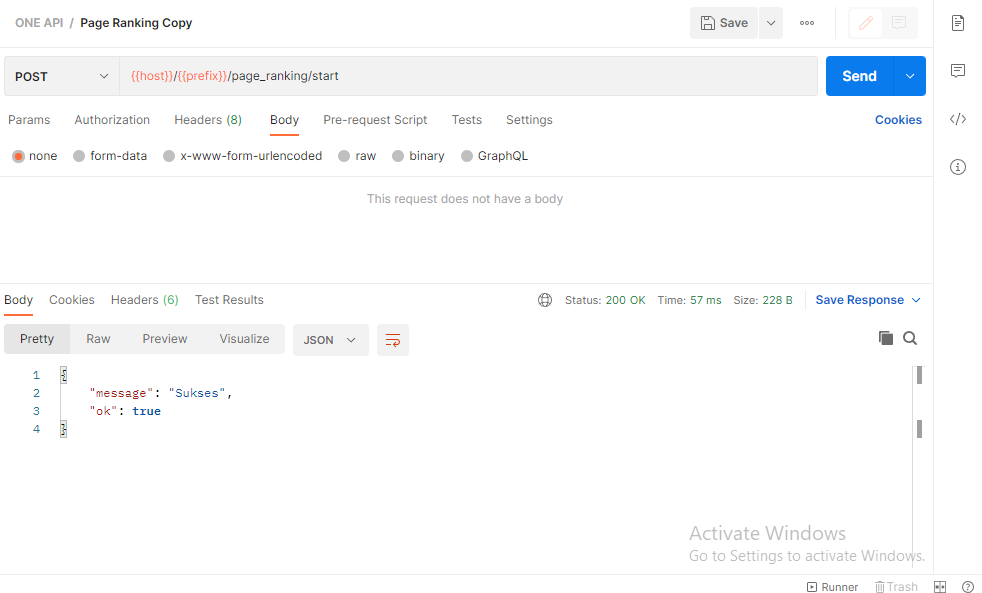 ONE API / Page Ranking Copy Save
POST {{host}}/{{prefix}}/page_ranking/start Send
Params Authorization Headers (8) Body Pre-request Script Tests Settings Cookies
none form-data x-www-form-urlencoded raw binary GraphQL
This request does not have a body
Body Cookies Headers (6) Test Results Status: 200 OK Time: 57 ms Size: 228 B Save Response
Pretty Raw Preview Visualize JSON
1 {
2 "message": "Sukses",
3 "ok": true
4 }
Activate Windows
Go to Settings to activate Windows.
Runner Trash